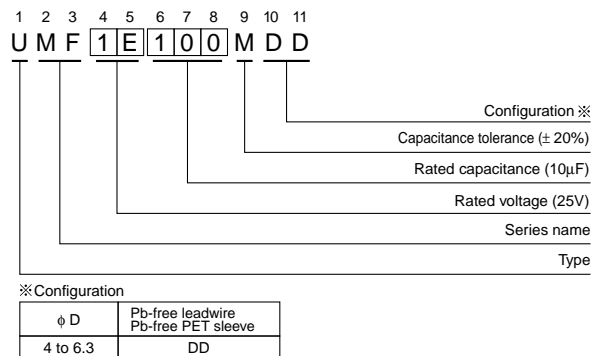 1 2 3 4 5 6 7 8 9 10 11
U M F 1 E 1 0 0 M D D
Configuration ※
Capacitance tolerance (± 20%)
Rated capacitance (10μF)
Rated voltage (25V)
Series name
Type
※Configuration
ϕ D
Pb-free leadwire
Pb-free PET sleeve
4 to 6.3
DD